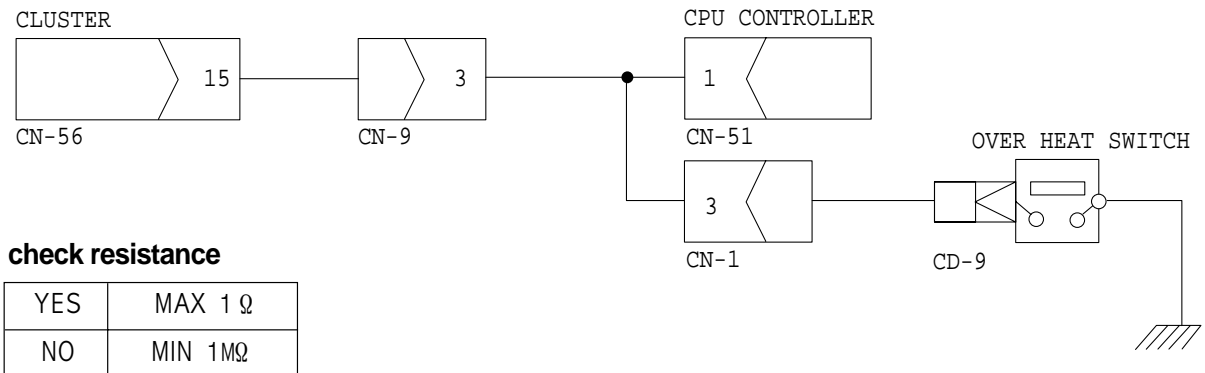 CLUSTER
15
CN-56
3
CN-9
CPU CONTROLLER
1
CN-51
OVER HEAT SWITCH
3
CN-1
CD-9
check resistance
YES MAX 1 Ω
NO MIN 1MΩ